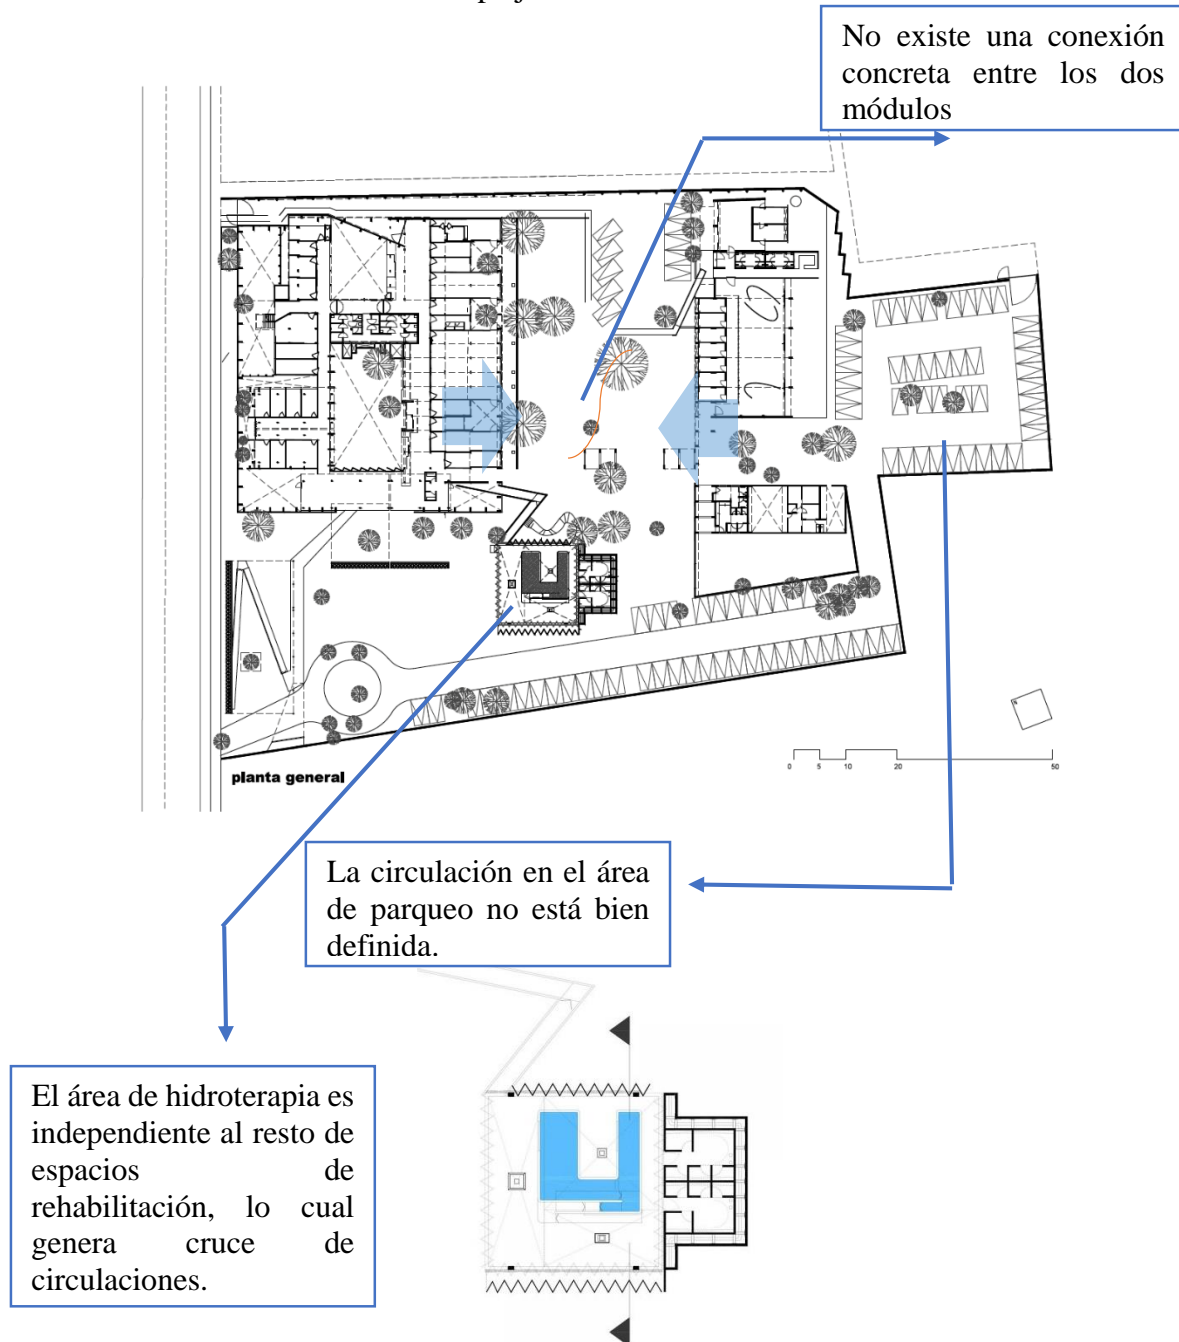 No existe una conexión
concreta entre los dos
módulos
planta general
0 5 10 20 50
La circulación en el área
de parqueo no está bien
definida.
El área de hidroterapia es
independiente al resto de
espacios de
rehabilitación, lo cual
genera cruce de
circulaciones.